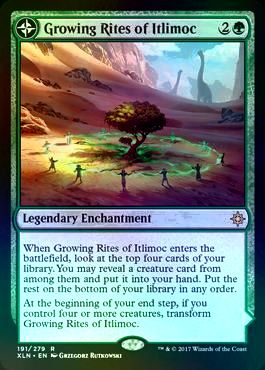 Growing Rites of Itlimoc 2
Legendary Enchantment
When Growing Rites of Itlimoc enters the
battlefield, look at the top four cards of your
library. You may reveal a creature card from
among them and put it into your hand. Put the
rest on the bottom of your library in any order.
At the beginning of your end step, if you
control four or more creatures, transform
Growing Rites of Itlimoc.
191/279 R
XLN • EN GRZEGORZ RUTKOWSKI
™ & © 2017 Wizards of the Coast